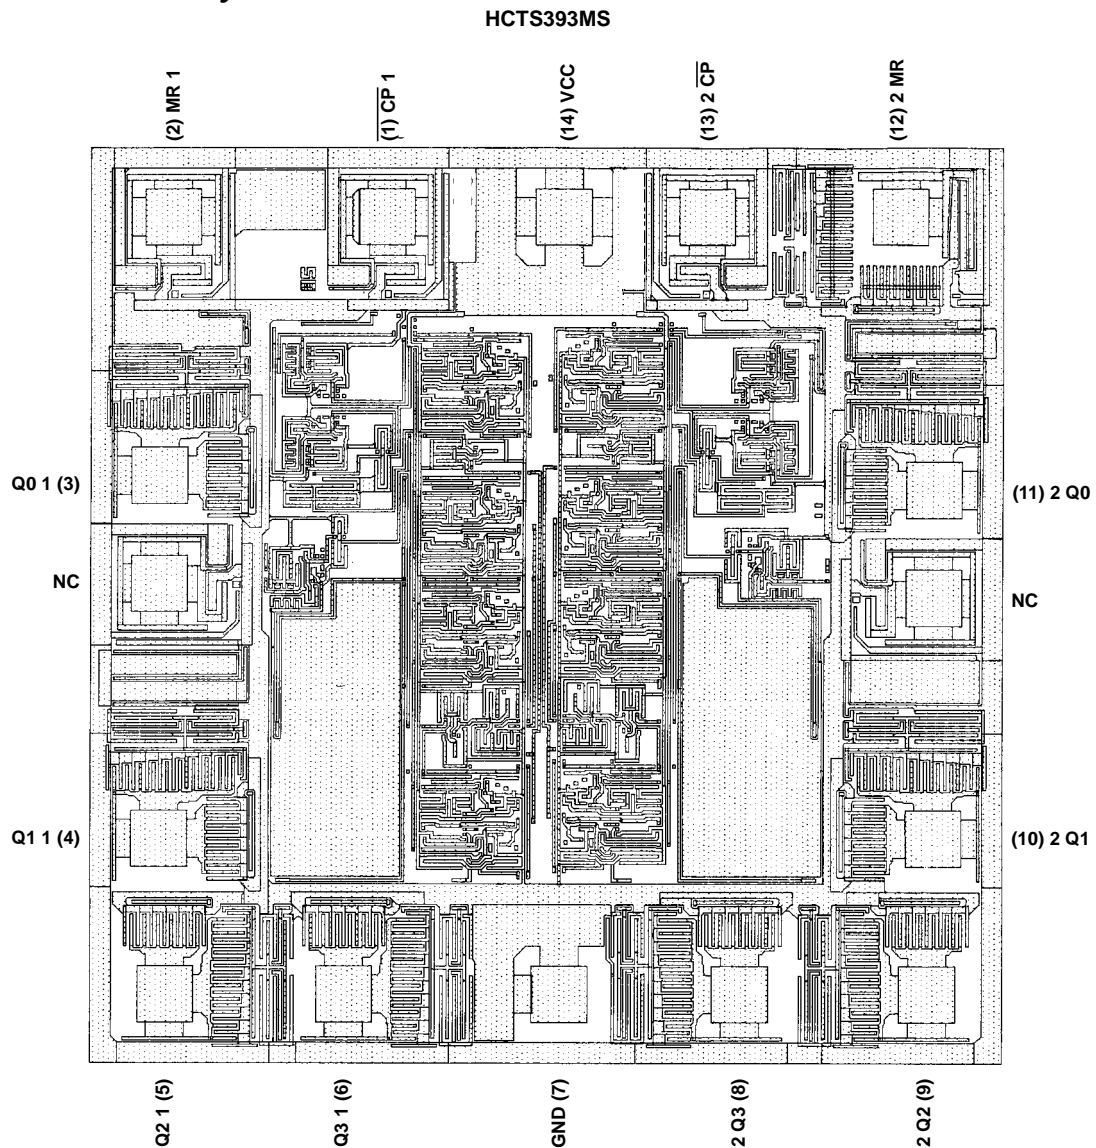 HCTS393MS
(2) MR 1
(1) C̅P̅ 1
(14) VCC
(13) 2 C̅P̅
(12) 2 MR
Q0 1 (3)
(11) 2 Q0
NC
NC
Q1 1 (4)
(10) 2 Q1
Q2 1 (5)
Q3 1 (6)
GND (7)
2 Q3 (8)
2 Q2 (9)